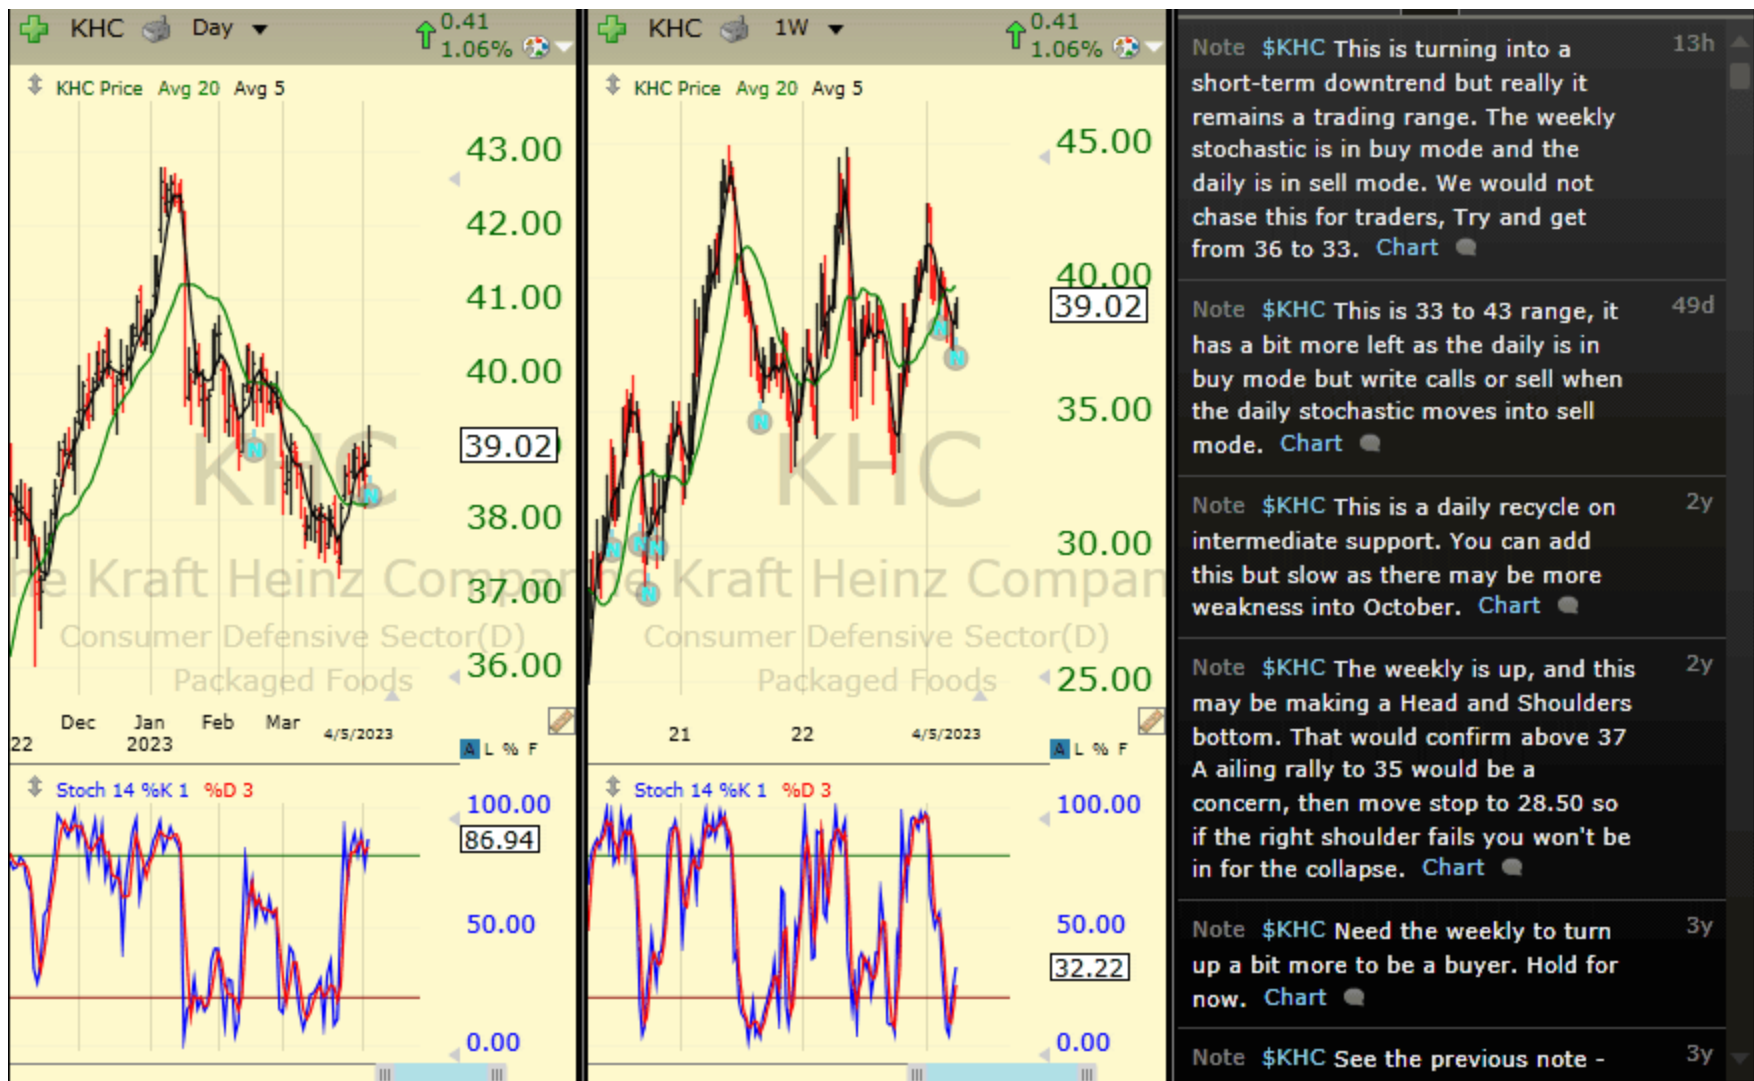 KHC Day 0.41
1.06%
KHC Price Avg 20 Avg 5
43.00
42.00
41.00
40.00
39.02
38.00
37.00
36.00
KHC
The Kraft Heinz Company
Consumer Defensive Sector(D)
Packaged Foods
22 Dec Jan 2023 Feb Mar 4/5/2023
A L % F
Stoch 14 %K 1 %D 3
100.00
86.94
50.00
0.00
KHC 1W 0.41
1.06%
KHC Price Avg 20 Avg 5
45.00
40.00
39.02
35.00
30.00
25.00
KHC
The Kraft Heinz Compan
Consumer Defensive Sector(D)
Packaged Foods
N
N
N
N
N
N
N
N
N
21 22 4/5/2023
A L % F
Stoch 14 %K 1 %D 3
100.00
50.00
32.22
0.00
Note $KHC This is turning into a 13h
short-term downtrend but really it
remains a trading range. The weekly
stochastic is in buy mode and the
daily is in sell mode. We would not
chase this for traders, Try and get
from 36 to 33. Chart
Note $KHC This is 33 to 43 range, it 49d
has a bit more left as the daily is in
buy mode but write calls or sell when
the daily stochastic moves into sell
mode. Chart
Note $KHC This is a daily recycle on 2y
intermediate support. You can add
this but slow as there may be more
weakness into October. Chart
Note $KHC The weekly is up, and this 2y
may be making a Head and Shoulders
bottom. That would confirm above 37
A ailing rally to 35 would be a
concern, then move stop to 28.50 so
if the right shoulder fails you won't be
in for the collapse. Chart
Note $KHC Need the weekly to turn 3y
up a bit more to be a buyer. Hold for
now. Chart
Note $KHC See the previous note - 3y